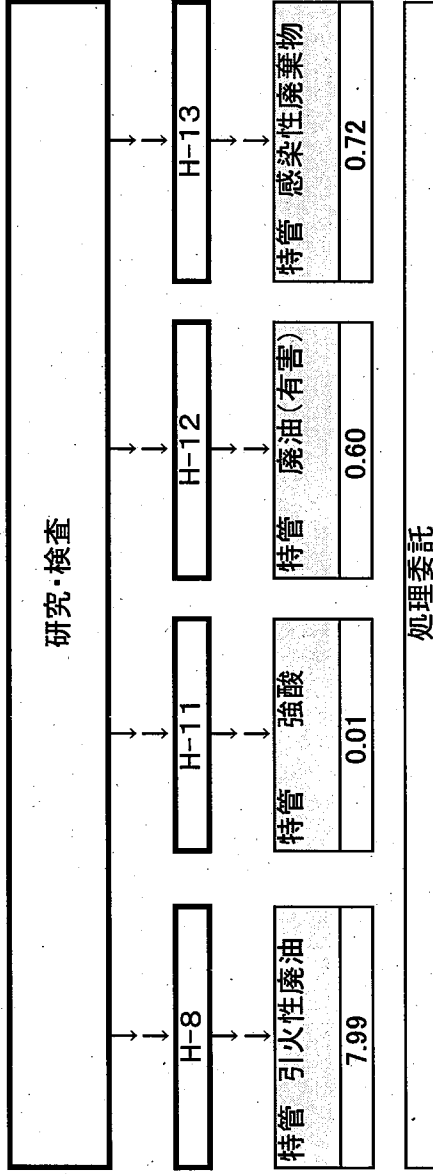 研究・検査
H-8
H-11
H-12
H-13
特管 引火性廃油
7.99
特管 強酸
0.01
特管 廃油(有害)
0.60
特管 感染性廃棄物
0.72
処理委託